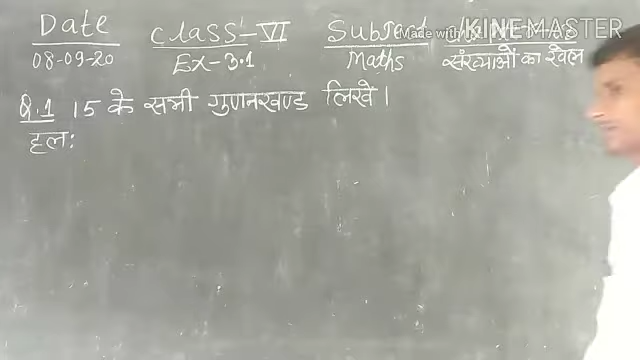 Date Class-VI Subject
08-09-20 Ex-3.1 Maths संख्याओं का खेल
Made with KINEMASTER
Q.1 15 के सभी गुणनखण्ड लिखे।
हल: